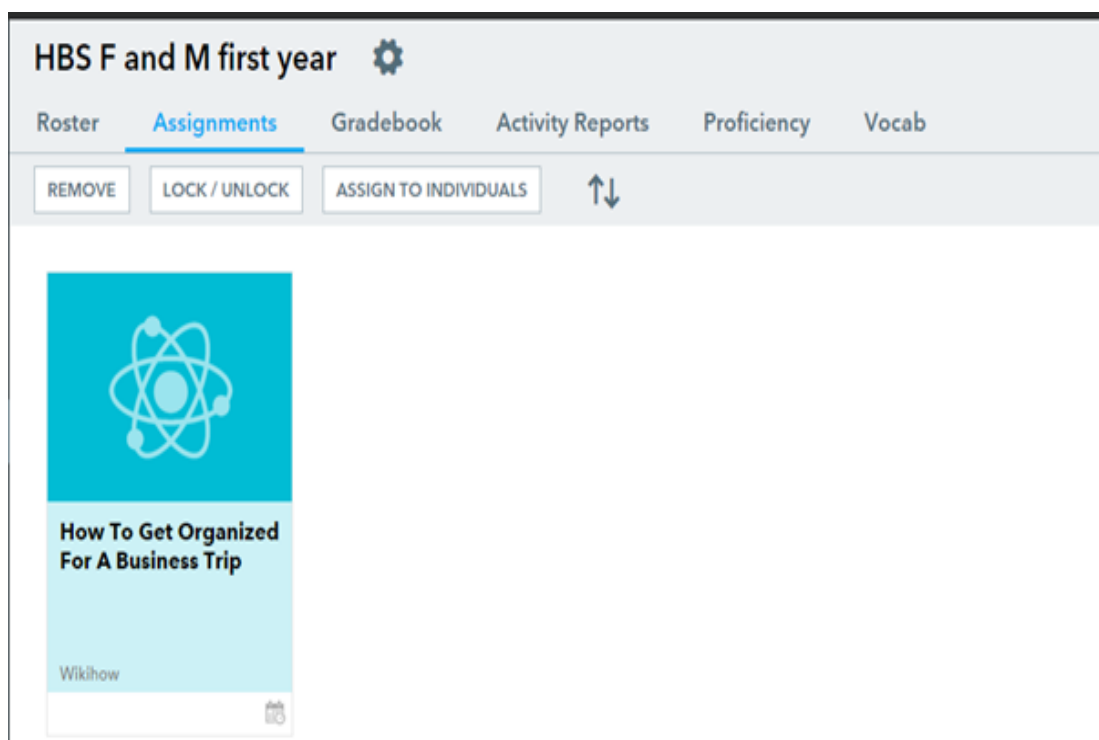 HBS F and M first year
Roster Assignments Gradebook Activity Reports Proficiency Vocab
REMOVE LOCK / UNLOCK ASSIGN TO INDIVIDUALS
How To Get Organized
For A Business Trip
Wikihow